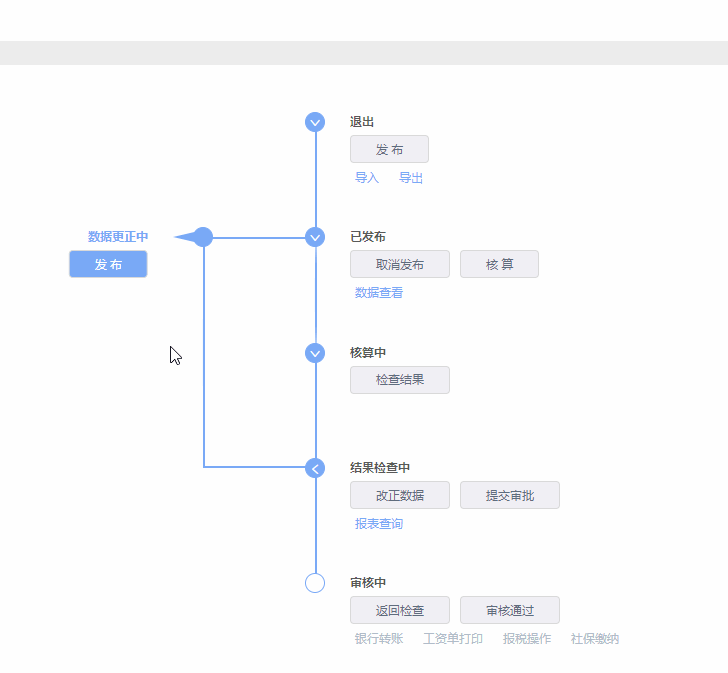 退出
发 布
导入 导出
数据更正中
发 布
已发布
取消发布 核 算
数据查看
核算中
检查结果
结果检查中
改正数据 提交审批
报表查询
审核中
返回检查 审核通过
银行转账 工资单打印 报税操作 社保缴纳